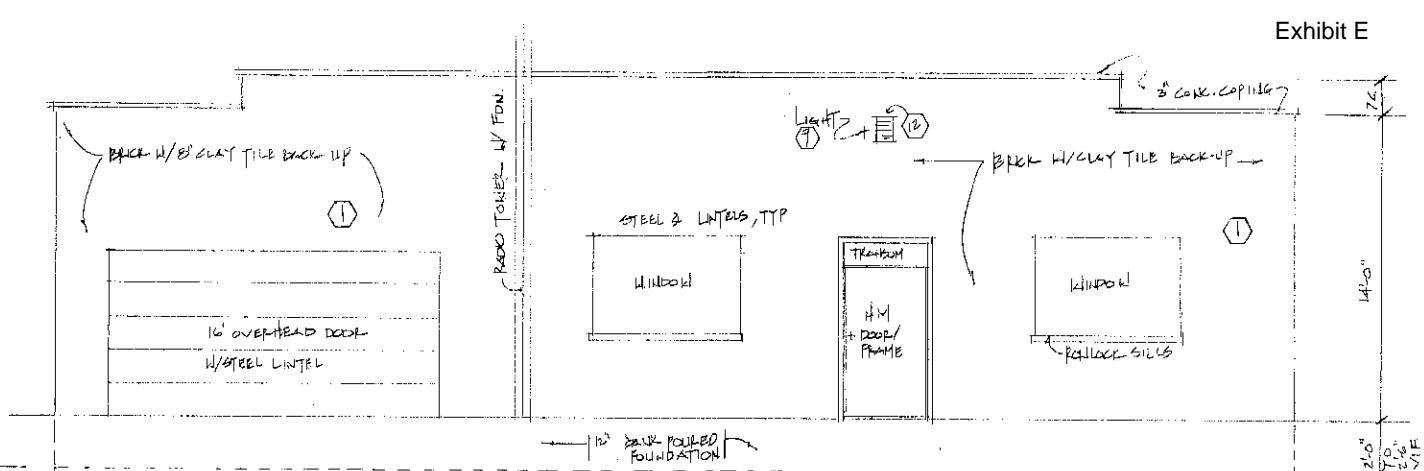 Exhibit E
3" CONC. COPING
LIGHT
9
12
BRICK W/8" CLAY TILE BACK-UP
BRICK W/CLAY TILE BACK-UP
1
1
RADIO TOWER W/ FDN.
STEEL LINTELS, TYP
TRANSOM
WINDOW
WINDOW
14'-0"
HM
DOOR/
FRAME
16' OVERHEAD DOOR
W/STEEL LINTEL
ROWLOCK SILLS
12" BANK POURED
FOUNDATION
2'-0"